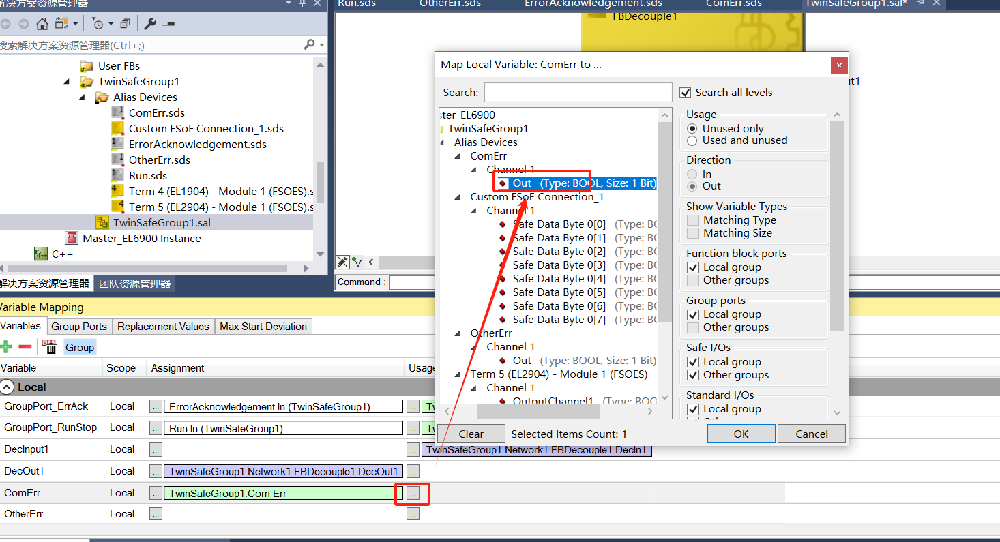 解决方案资源管理器
搜索解决方案资源管理器(Ctrl+;)
User FBs
TwinSafeGroup1
Alias Devices
ComErr.sds
Custom FSoE Connection_1.sds
ErrorAcknowledgement.sds
OtherErr.sds
Run.sds
Term 4 (EL1904) - Module 1 (FSOES).s
Term 5 (EL2904) - Module 1 (FSOES).s
TwinSafeGroup1.sal
Master_EL6900 Instance
C++
解决方案资源管理器 团队资源管理器
Run.sds OtherErr.sds ErrorAcknowledgement.sds ComErr.sds TwinSafeGroup1.sal*
FBDecouple1
ut1
Command :
Map Local Variable: ComErr to ...
Search: Search all levels
ster_EL6900
TwinSafeGroup1
Alias Devices
ComErr
Channel 1
Out (Type: BOOL, Size: 1 Bit)
Custom FSoE Connection_1
Channel 1
Safe Data Byte 0[0] (Type: BO
Safe Data Byte 0[1] (Type: BO
Safe Data Byte 0[2] (Type: BO
Safe Data Byte 0[3] (Type: BO
Safe Data Byte 0[4] (Type: BO
Safe Data Byte 0[5] (Type: BO
Safe Data Byte 0[6] (Type: BO
Safe Data Byte 0[7] (Type: BO
OtherErr
Channel 1
Out (Type: BOOL, Size: 1 Bit)
Term 5 (EL2904) - Module 1 (FSOES)
Channel 1
OutputChannel1 (Type: BOO
Usage
Unused only
Used and unused
Direction
In
Out
Show Variable Types
Matching Type
Matching Size
Function block ports
Local group
Other groups
Group ports
Local group
Other groups
Safe I/Os
Local group
Other groups
Standard I/Os
Local group
Clear Selected Items Count: 1 OK Cancel
Variable Mapping
Variables Group Ports Replacement Values Max Start Deviation
Group
Variable Scope Assignment Usage
Local
GroupPort_ErrAck Local ... ErrorAcknowledgement.In (TwinSafeGroup1) ... Tw
GroupPort_RunStop Local ... Run.In (TwinSafeGroup1) ... Tw
DecInput1 Local ... ... TwinSafeGroup1.Network1.FBDecouple1.DecIn1
DecOut1 Local ... TwinSafeGroup1.Network1.FBDecouple1.DecOut1 ...
ComErr Local ... TwinSafeGroup1.Com Err ...
OtherErr Local ... ...